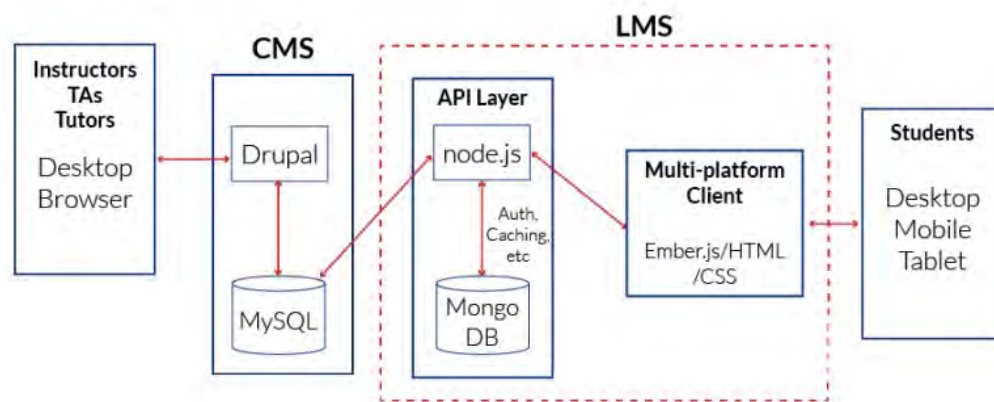 Instructors
TAs
Tutors
Desktop
Browser
CMS
Drupal
MySQL
LMS
API Layer
node.js
Auth,
Caching,
etc
Mongo
DB
Multi-platform
Client
Ember.js/HTML
/CSS
Students
Desktop
Mobile
Tablet